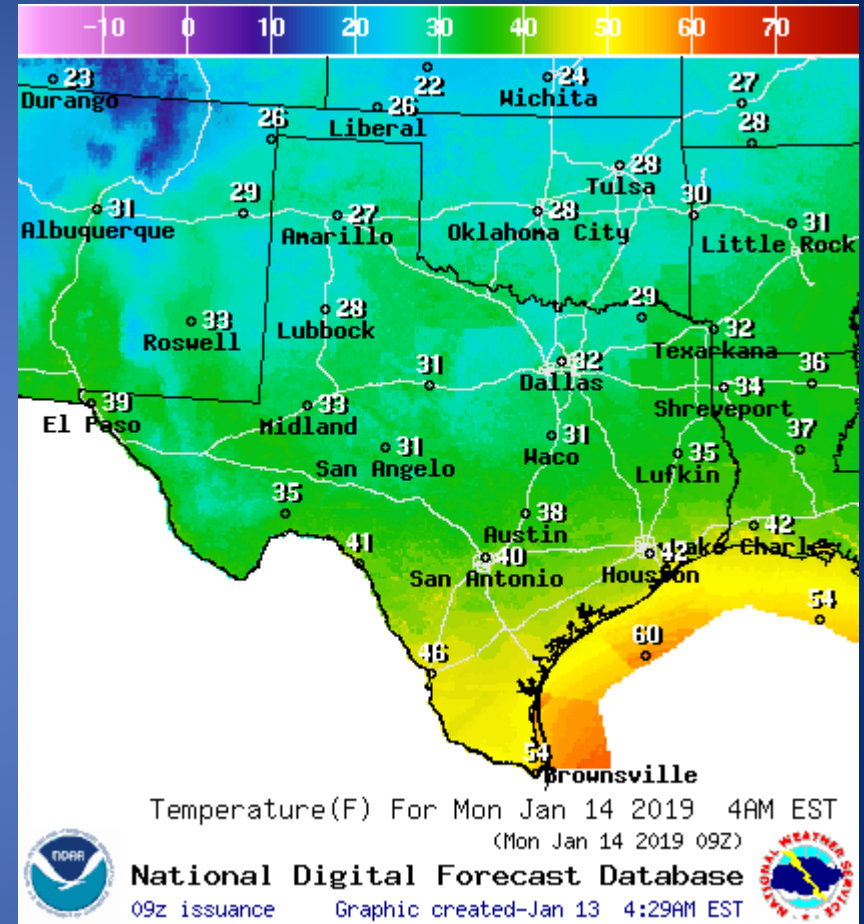 -10 0 10 20 30 40 50 60 70
23
Durango
22
24
Wichita
26
Liberal
27
28
26
28
Tulsa
31
Albuquerque
29
27
Amarillo
28
Oklahoma City
30
31
Little Rock
33
Roswell
28
Lubbock
29
32
Texarkana
32
Dallas
31
36
34
Shreveport
39
El Paso
33
Midland
31
San Angelo
31
Waco
35
Lufkin
37
35
38
Austin
42
Lake Charles
41
40
San Antonio
42
Houston
54
60
46
54
Brownsville
Temperature(F) For Mon Jan 14 2019 4AM EST
(Mon Jan 14 2019 09Z)
NOAA
National Digital Forecast Database
09z issuance Graphic created-Jan 13 4:29AM EST
NATIONAL WEATHER SERVICE